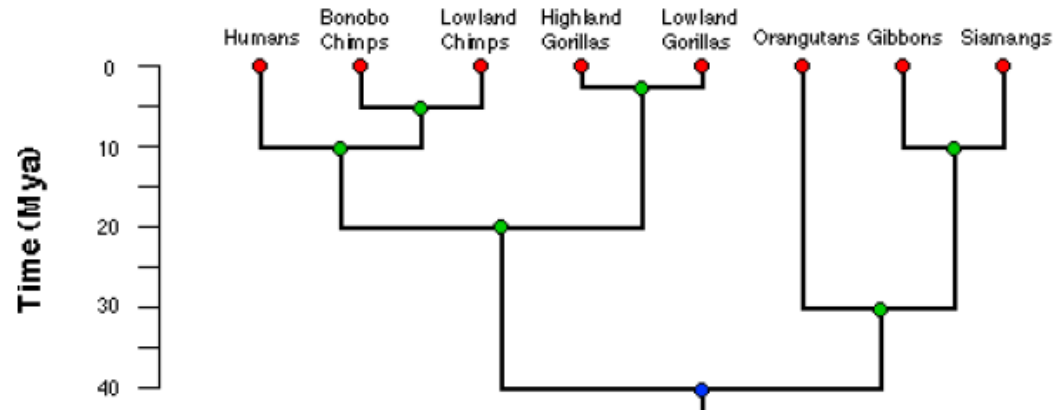 Humans
Bonobo
Chimps
Lowland
Chimps
Highland
Gorillas
Lowland
Gorillas
Orangutans
Gibbons
Siamangs
Time (Mya)
0
10
20
30
40